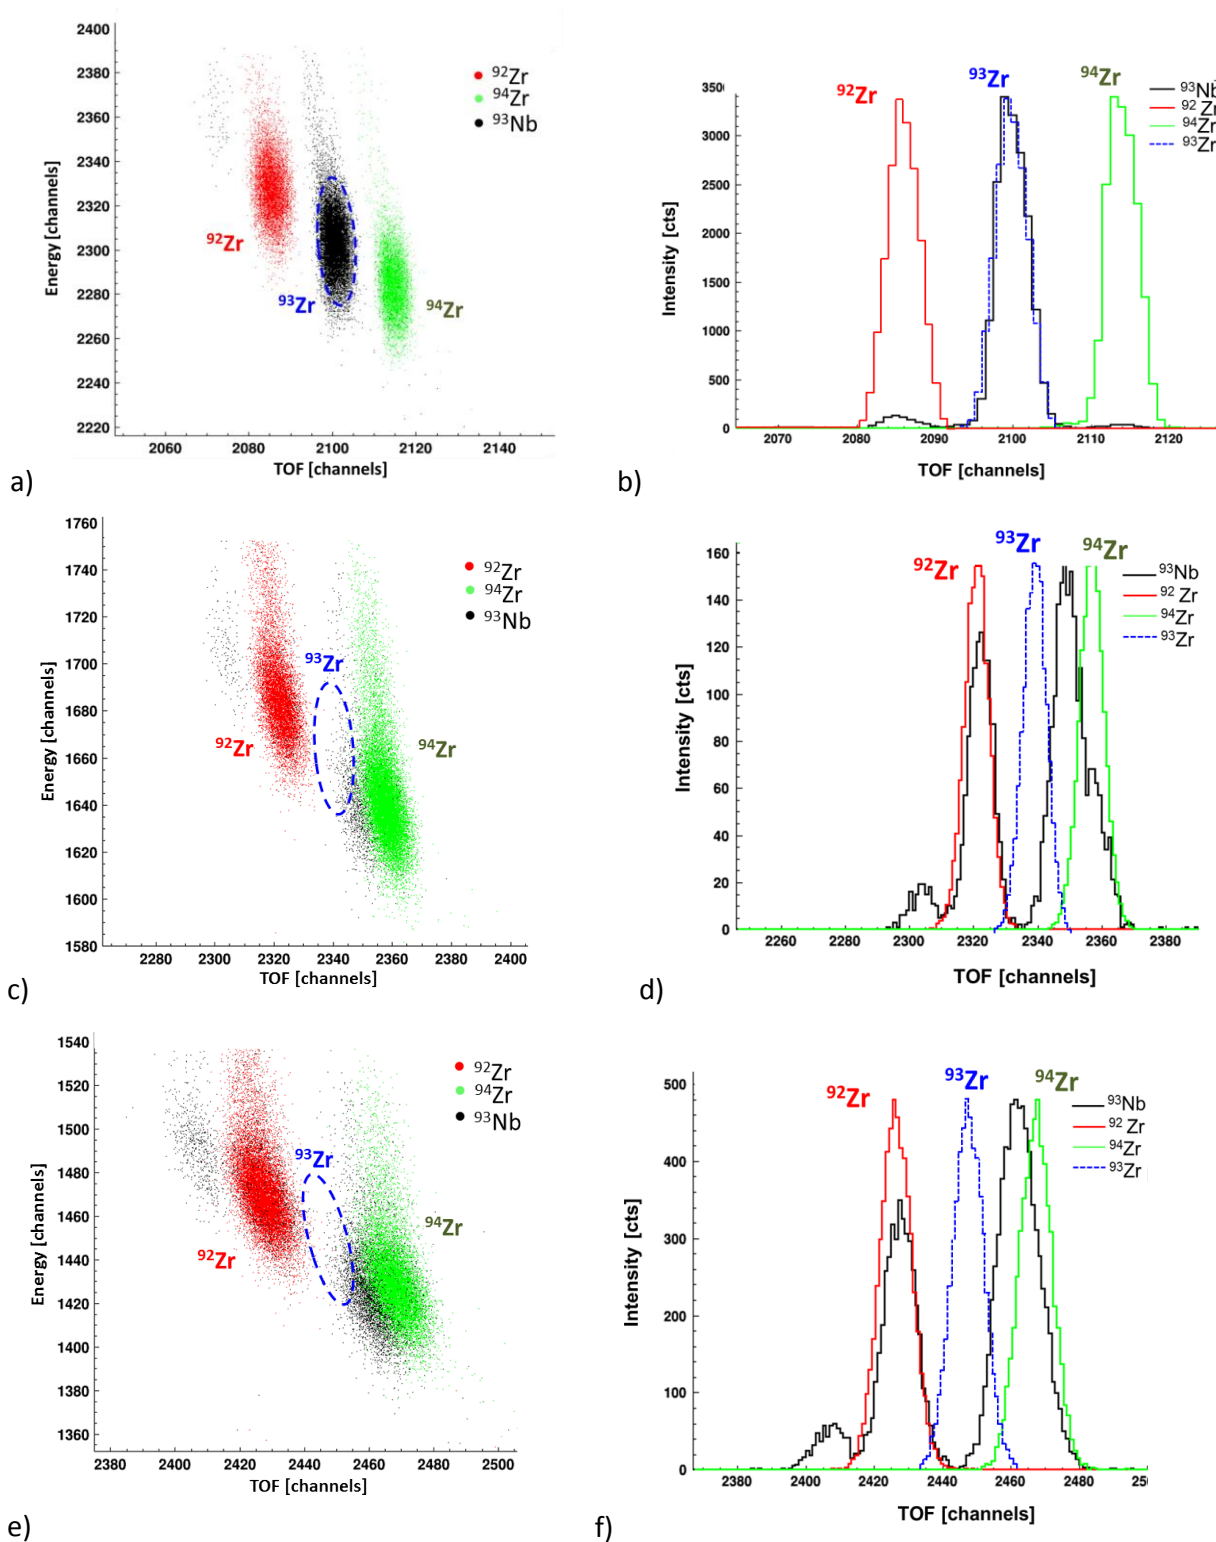 2400
2380
2360
2340
2320
2300
2280
2260
2240
2220
Energy [channels]
2060 2080 2100 2120 2140
TOF [channels]
92Zr
94Zr
93Nb
92Zr
93Zr
94Zr
a)
3500
3000
2500
2000
1500
1000
500
0
Intensity [cts]
2070 2080 2090 2100 2110 2120
TOF [channels]
92Zr
93Zr
94Zr
93Nb
92Zr
94Zr
93Zr
b)
1760
1740
1720
1700
1680
1660
1640
1620
1600
1580
Energy [channels]
2280 2300 2320 2340 2360 2380 2400
TOF [channels]
92Zr
94Zr
93Nb
93Zr
92Zr
94Zr
c)
160
140
120
100
80
60
40
20
0
Intensity [cts]
2260 2280 2300 2320 2340 2360 2380
TOF [channels]
92Zr
93Zr
94Zr
93Nb
92 Zr
94Zr
93Zr
d)
1540
1520
1500
1480
1460
1440
1420
1400
1380
1360
Energy [channels]
2380 2400 2420 2440 2460 2480 2500
TOF [channels]
92Zr
94Zr
93Nb
93Zr
92Zr
94Zr
e)
500
400
300
200
100
0
Intensity [cts]
2380 2400 2420 2440 2460 2480 250
TOF [channels]
92Zr
93Zr
94Zr
93Nb
92 Zr
94Zr
93Zr
f)